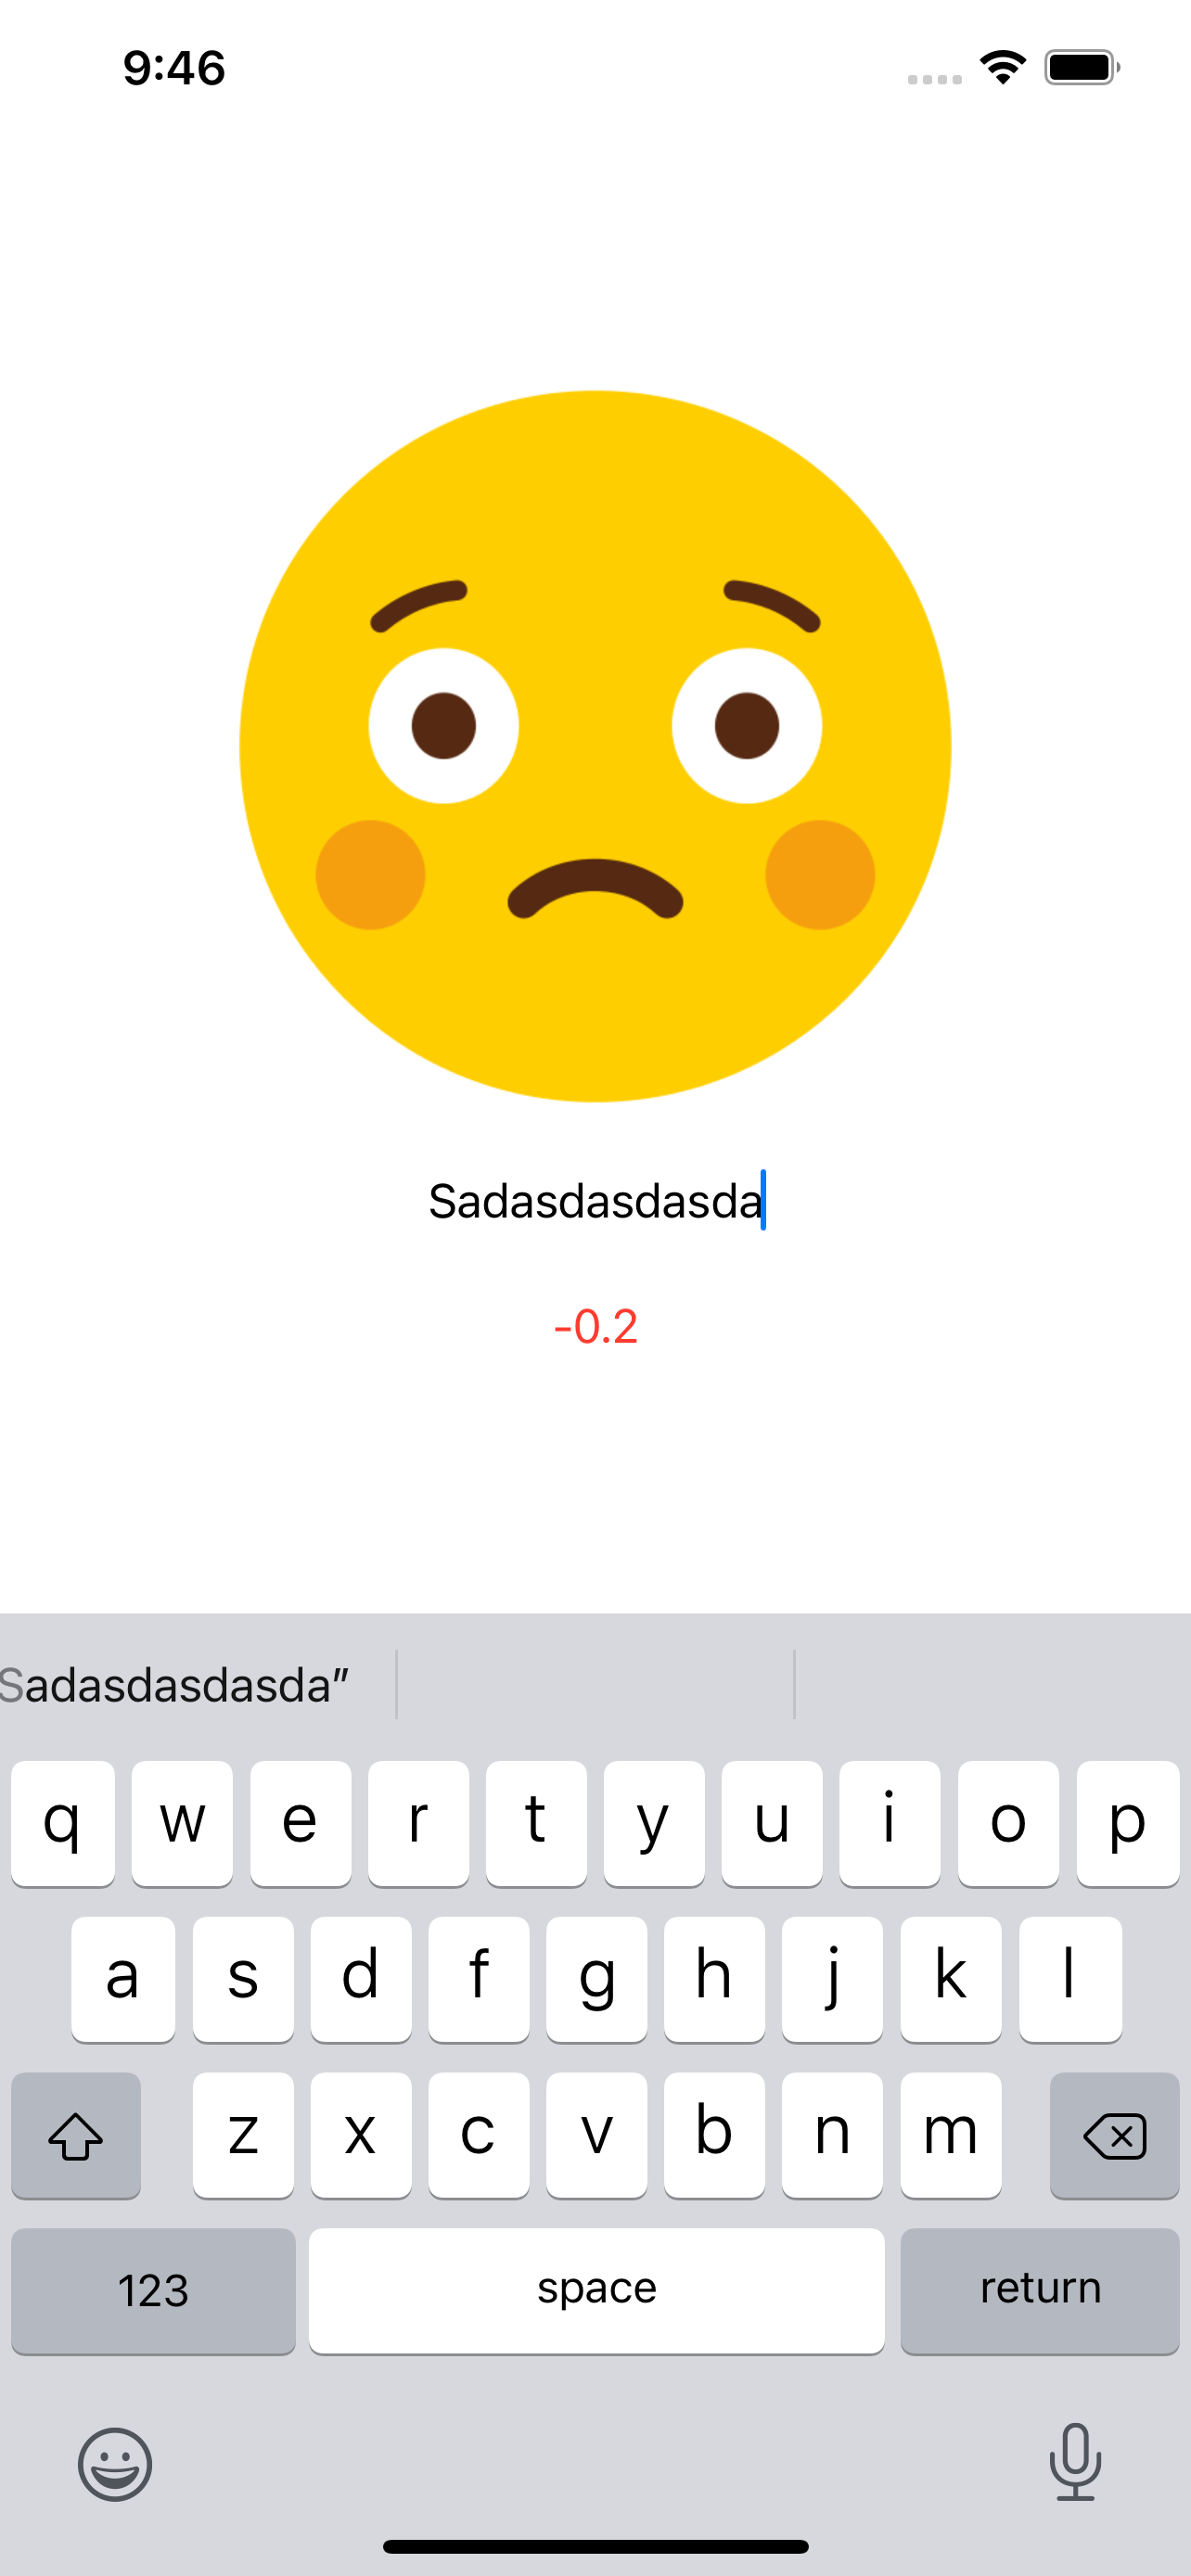 9:46
Sadasdasdasda
-0.2
Sadasdasdasda”
q w e r t y u i o p
a s d f g h j k l
z x c v b n m
123 space return